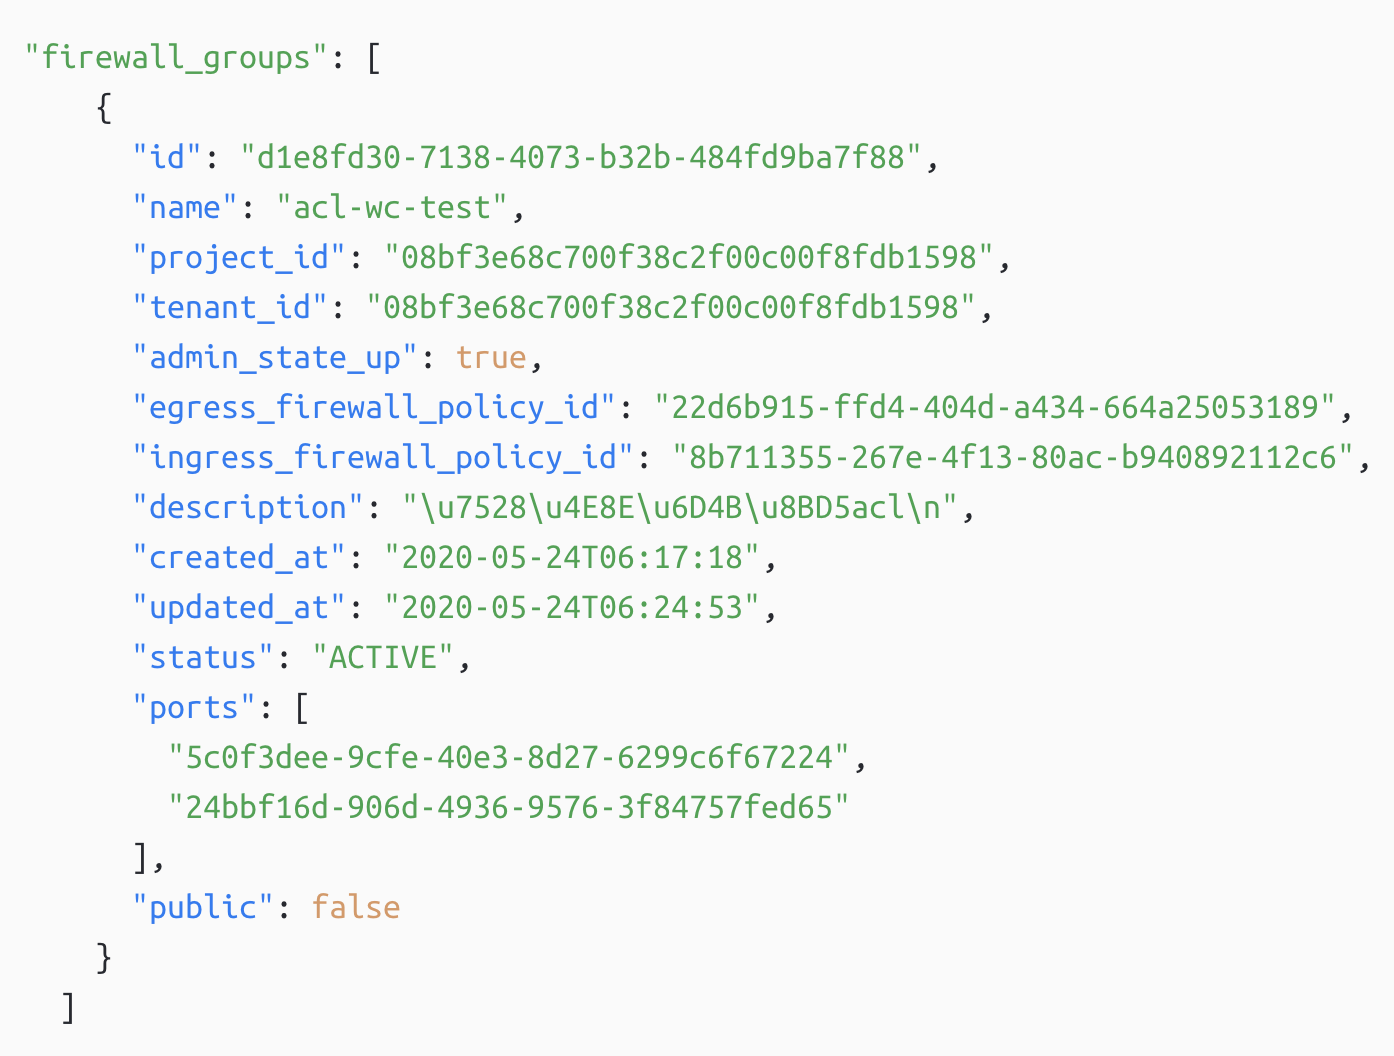 "firewall_groups": [
    {
      "id": "d1e8fd30-7138-4073-b32b-484fd9ba7f88",
      "name": "acl-wc-test",
      "project_id": "08bf3e68c700f38c2f00c00f8fdb1598",
      "tenant_id": "08bf3e68c700f38c2f00c00f8fdb1598",
      "admin_state_up": true,
      "egress_firewall_policy_id": "22d6b915-ffd4-404d-a434-664a25053189",
      "ingress_firewall_policy_id": "8b711355-267e-4f13-80ac-b940892112c6",
      "description": "\u7528\u4E8E\u6D4B\u8BD5acl\n",
      "created_at": "2020-05-24T06:17:18",
      "updated_at": "2020-05-24T06:24:53",
      "status": "ACTIVE",
      "ports": [
        "5c0f3dee-9cfe-40e3-8d27-6299c6f67224",
        "24bbf16d-906d-4936-9576-3f84757fed65"
      ],
      "public": false
    }
  ]